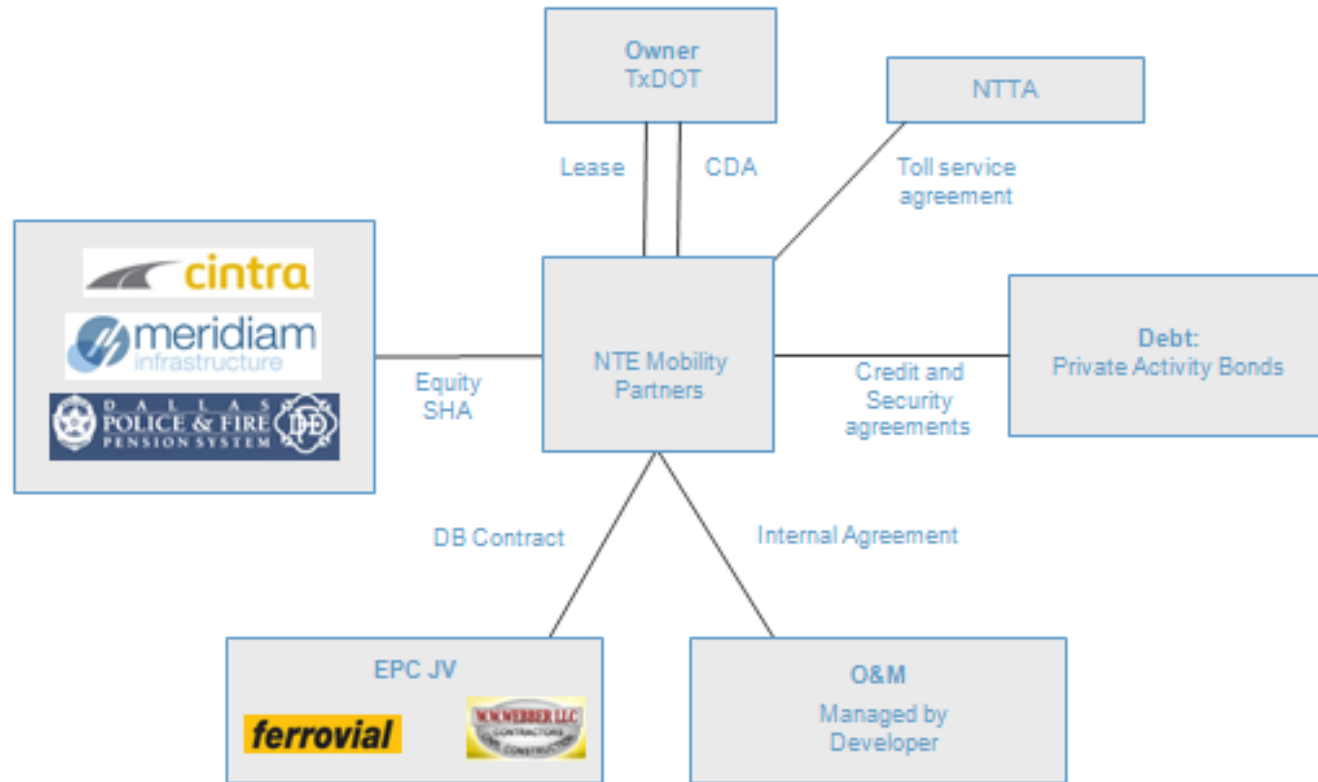 Owner
TxDOT
NTTA
Lease
CDA
Toll service
agreement
cintra
meridiam
infrastructure
DALLAS
POLICE & FIRE
PENSION SYSTEM
Equity
SHA
NTE Mobility
Partners
Credit and
Security
agreements
Debt:
Private Activity Bonds
DB Contract
Internal Agreement
EPC JV
ferrovial
W.W.WEBBER LLC
CONTRACTORS
CONSTRUCTION
O&M
Managed by
Developer